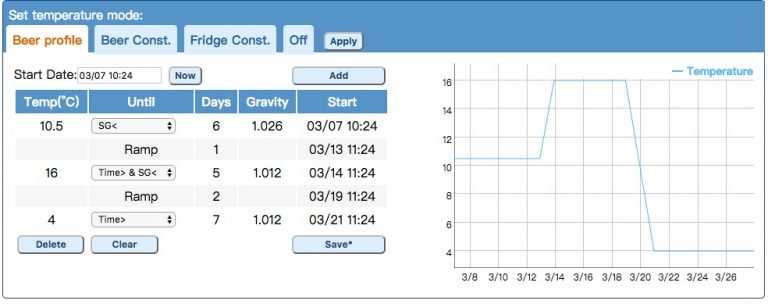 Set temperature mode:
Beer profile Beer Const. Fridge Const. Off Apply
Start Date: 03/07 10:24 Now Add
Temp(°C) Until Days Gravity Start
10.5 SG< 6 1.026 03/07 10:24
Ramp 1 03/13 11:24
16 Time> & SG< 5 1.012 03/14 11:24
Ramp 2 03/19 11:24
4 Time> 7 1.012 03/21 11:24
Delete Clear Save*
Temperature
16
14
12
10
8
6
4
3/8 3/10 3/12 3/14 3/16 3/18 3/20 3/22 3/24 3/26